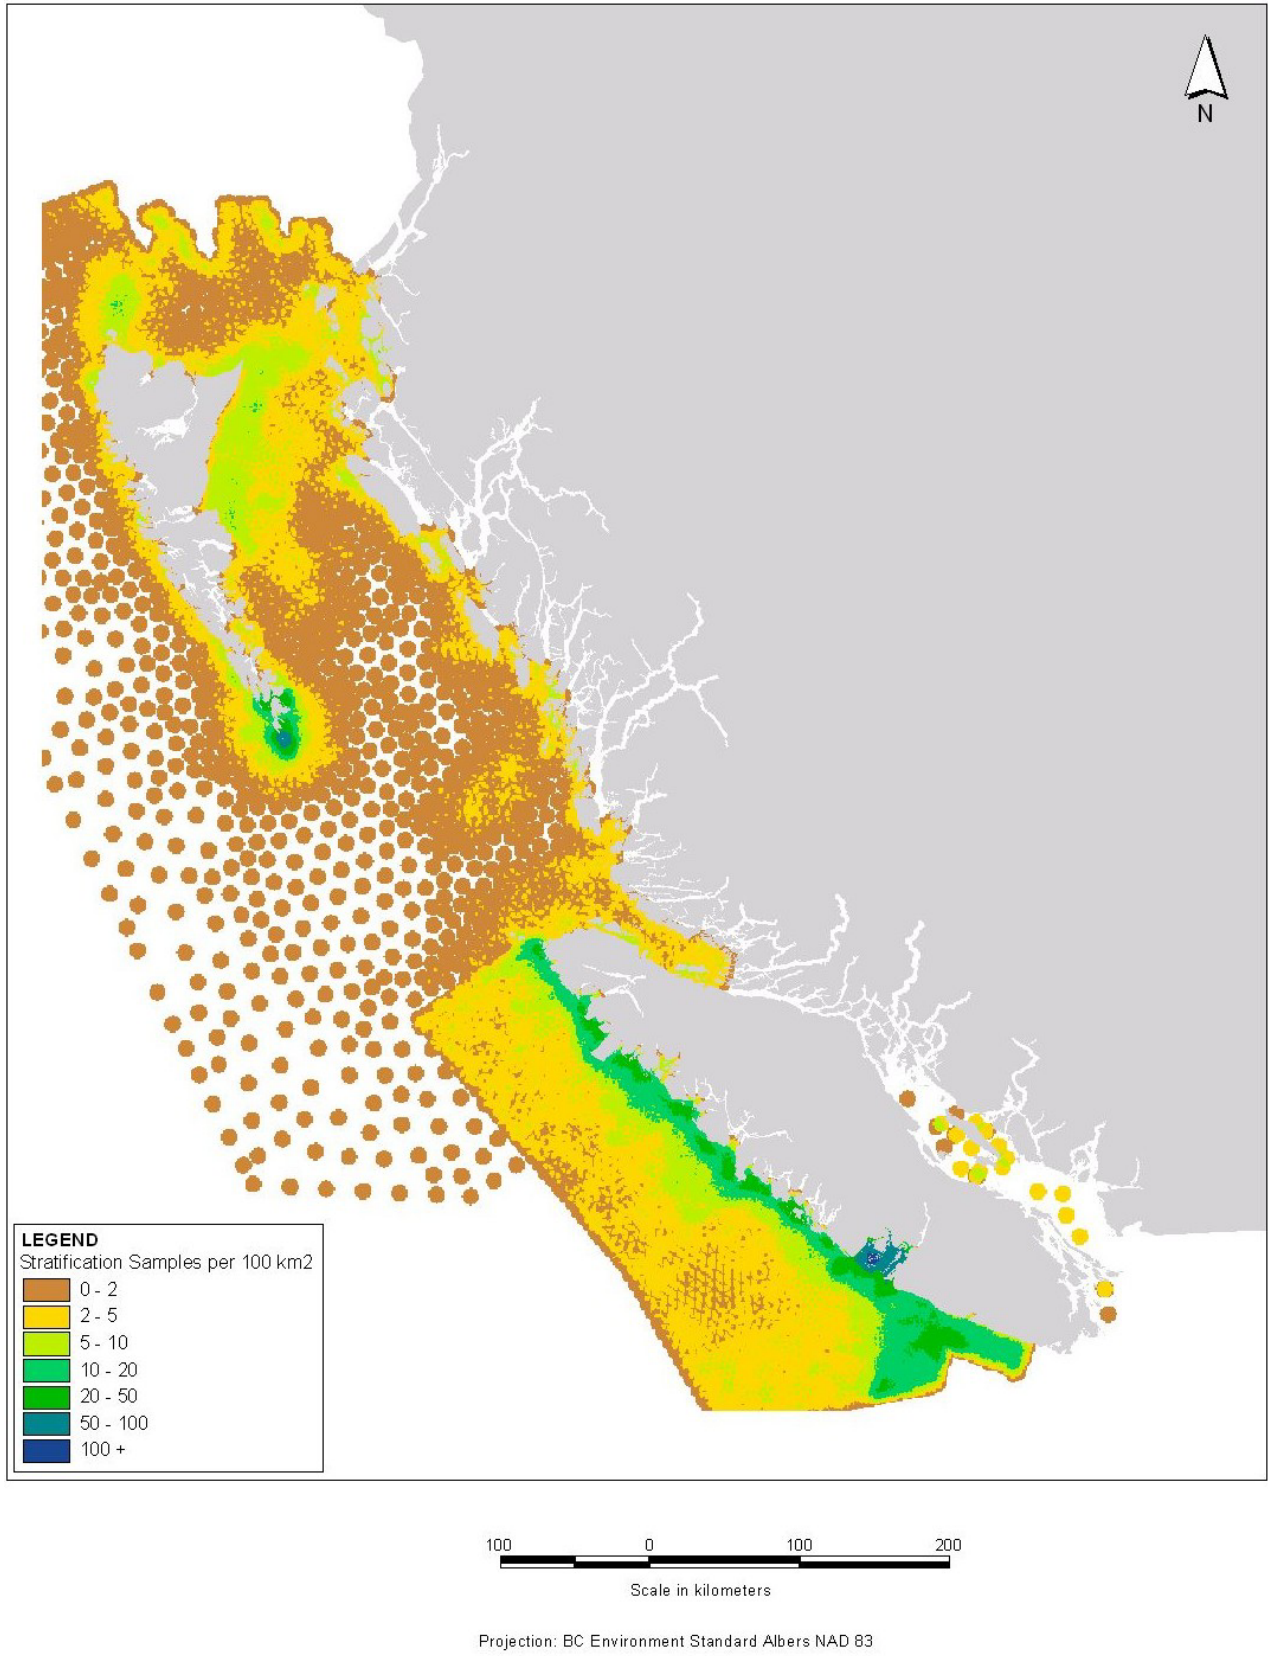 N
LEGEND
Stratification Samples per 100 km2
0 - 2
2 - 5
5 - 10
10 - 20
20 - 50
50 - 100
100 +
100 0 100 200
Scale in kilometers
Projection: BC Environment Standard Albers NAD 83